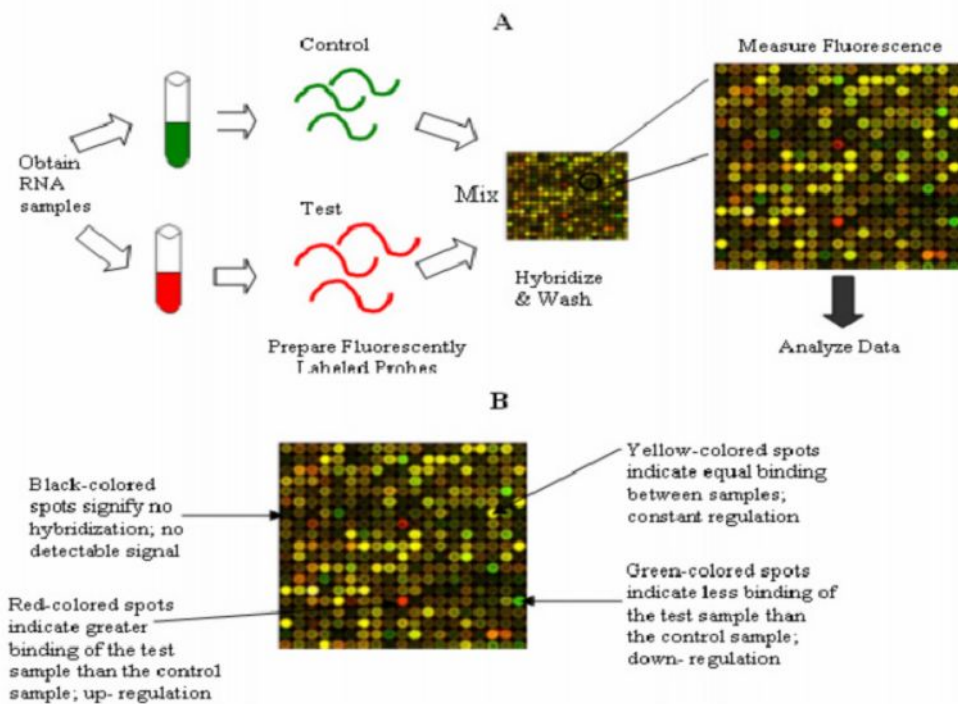 A
Control
Measure Fluorescence
Obtain
RNA
samples
Test
Mix
Hybridize
& Wash
Prepare Fluorescently
Labeled Probes
Analyze Data
B
Black-colored
spots signify no
hybridization; no
detectable signal
Yellow-colored spots
indicate equal binding
between samples;
constant regulation
Red-colored spots
indicate greater
binding of the test
sample than the control
sample; up- regulation
Green-colored spots
indicate less binding of
the test sample than
the control sample;
down- regulation